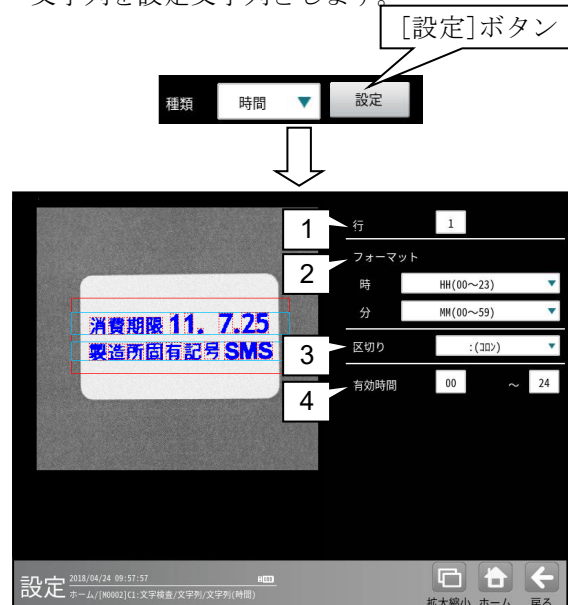 文字列を設定文字列とします。
[設定]ボタン
種類 時間 設定
1 行 1
2 フォーマット
時 HH(00～23)
分 MM(00～59)
3 区切り :(ｺﾛﾝ)
4 有効時間 00 ～ 24
消費期限 11. 7.25
製造所固有記号 SMS
設定 2018/04/24 09:57:57
ホーム/[M0002]C1:文字検査/文字列/文字列(時間)
拡大縮小 ホーム 戻る